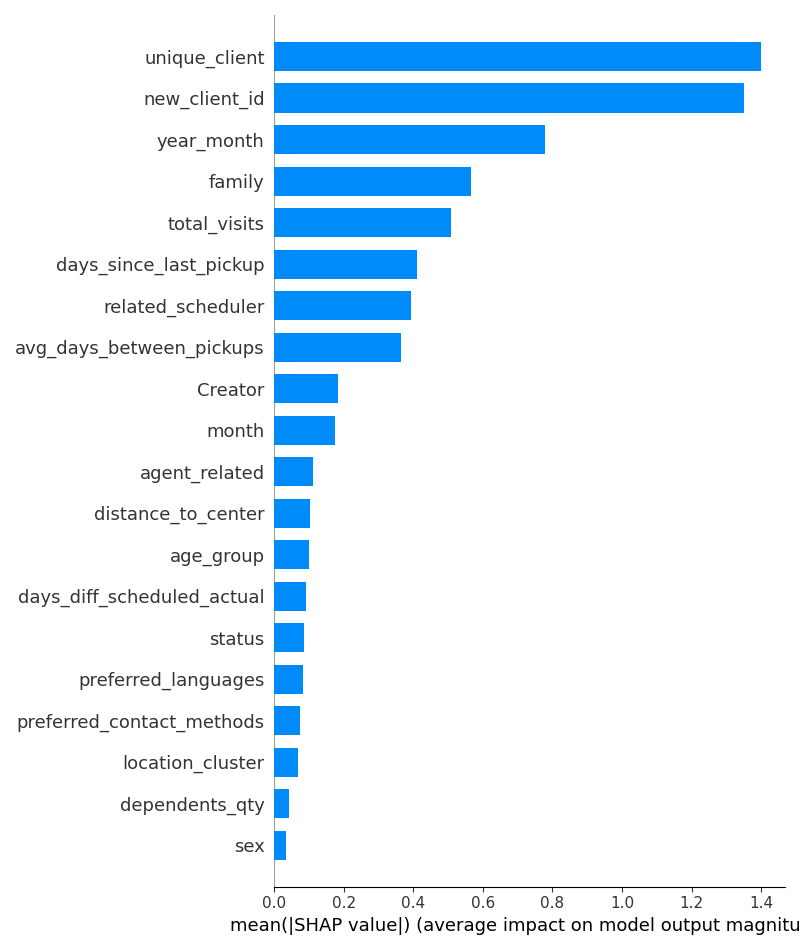 unique_client
new_client_id
year_month
family
total_visits
days_since_last_pickup
related_scheduler
avg_days_between_pickups
Creator
month
agent_related
distance_to_center
age_group
days_diff_scheduled_actual
status
preferred_languages
preferred_contact_methods
location_cluster
dependents_qty
sex
0.0 0.2 0.4 0.6 0.8 1.0 1.2 1.4
mean(|SHAP value|) (average impact on model output magnitu